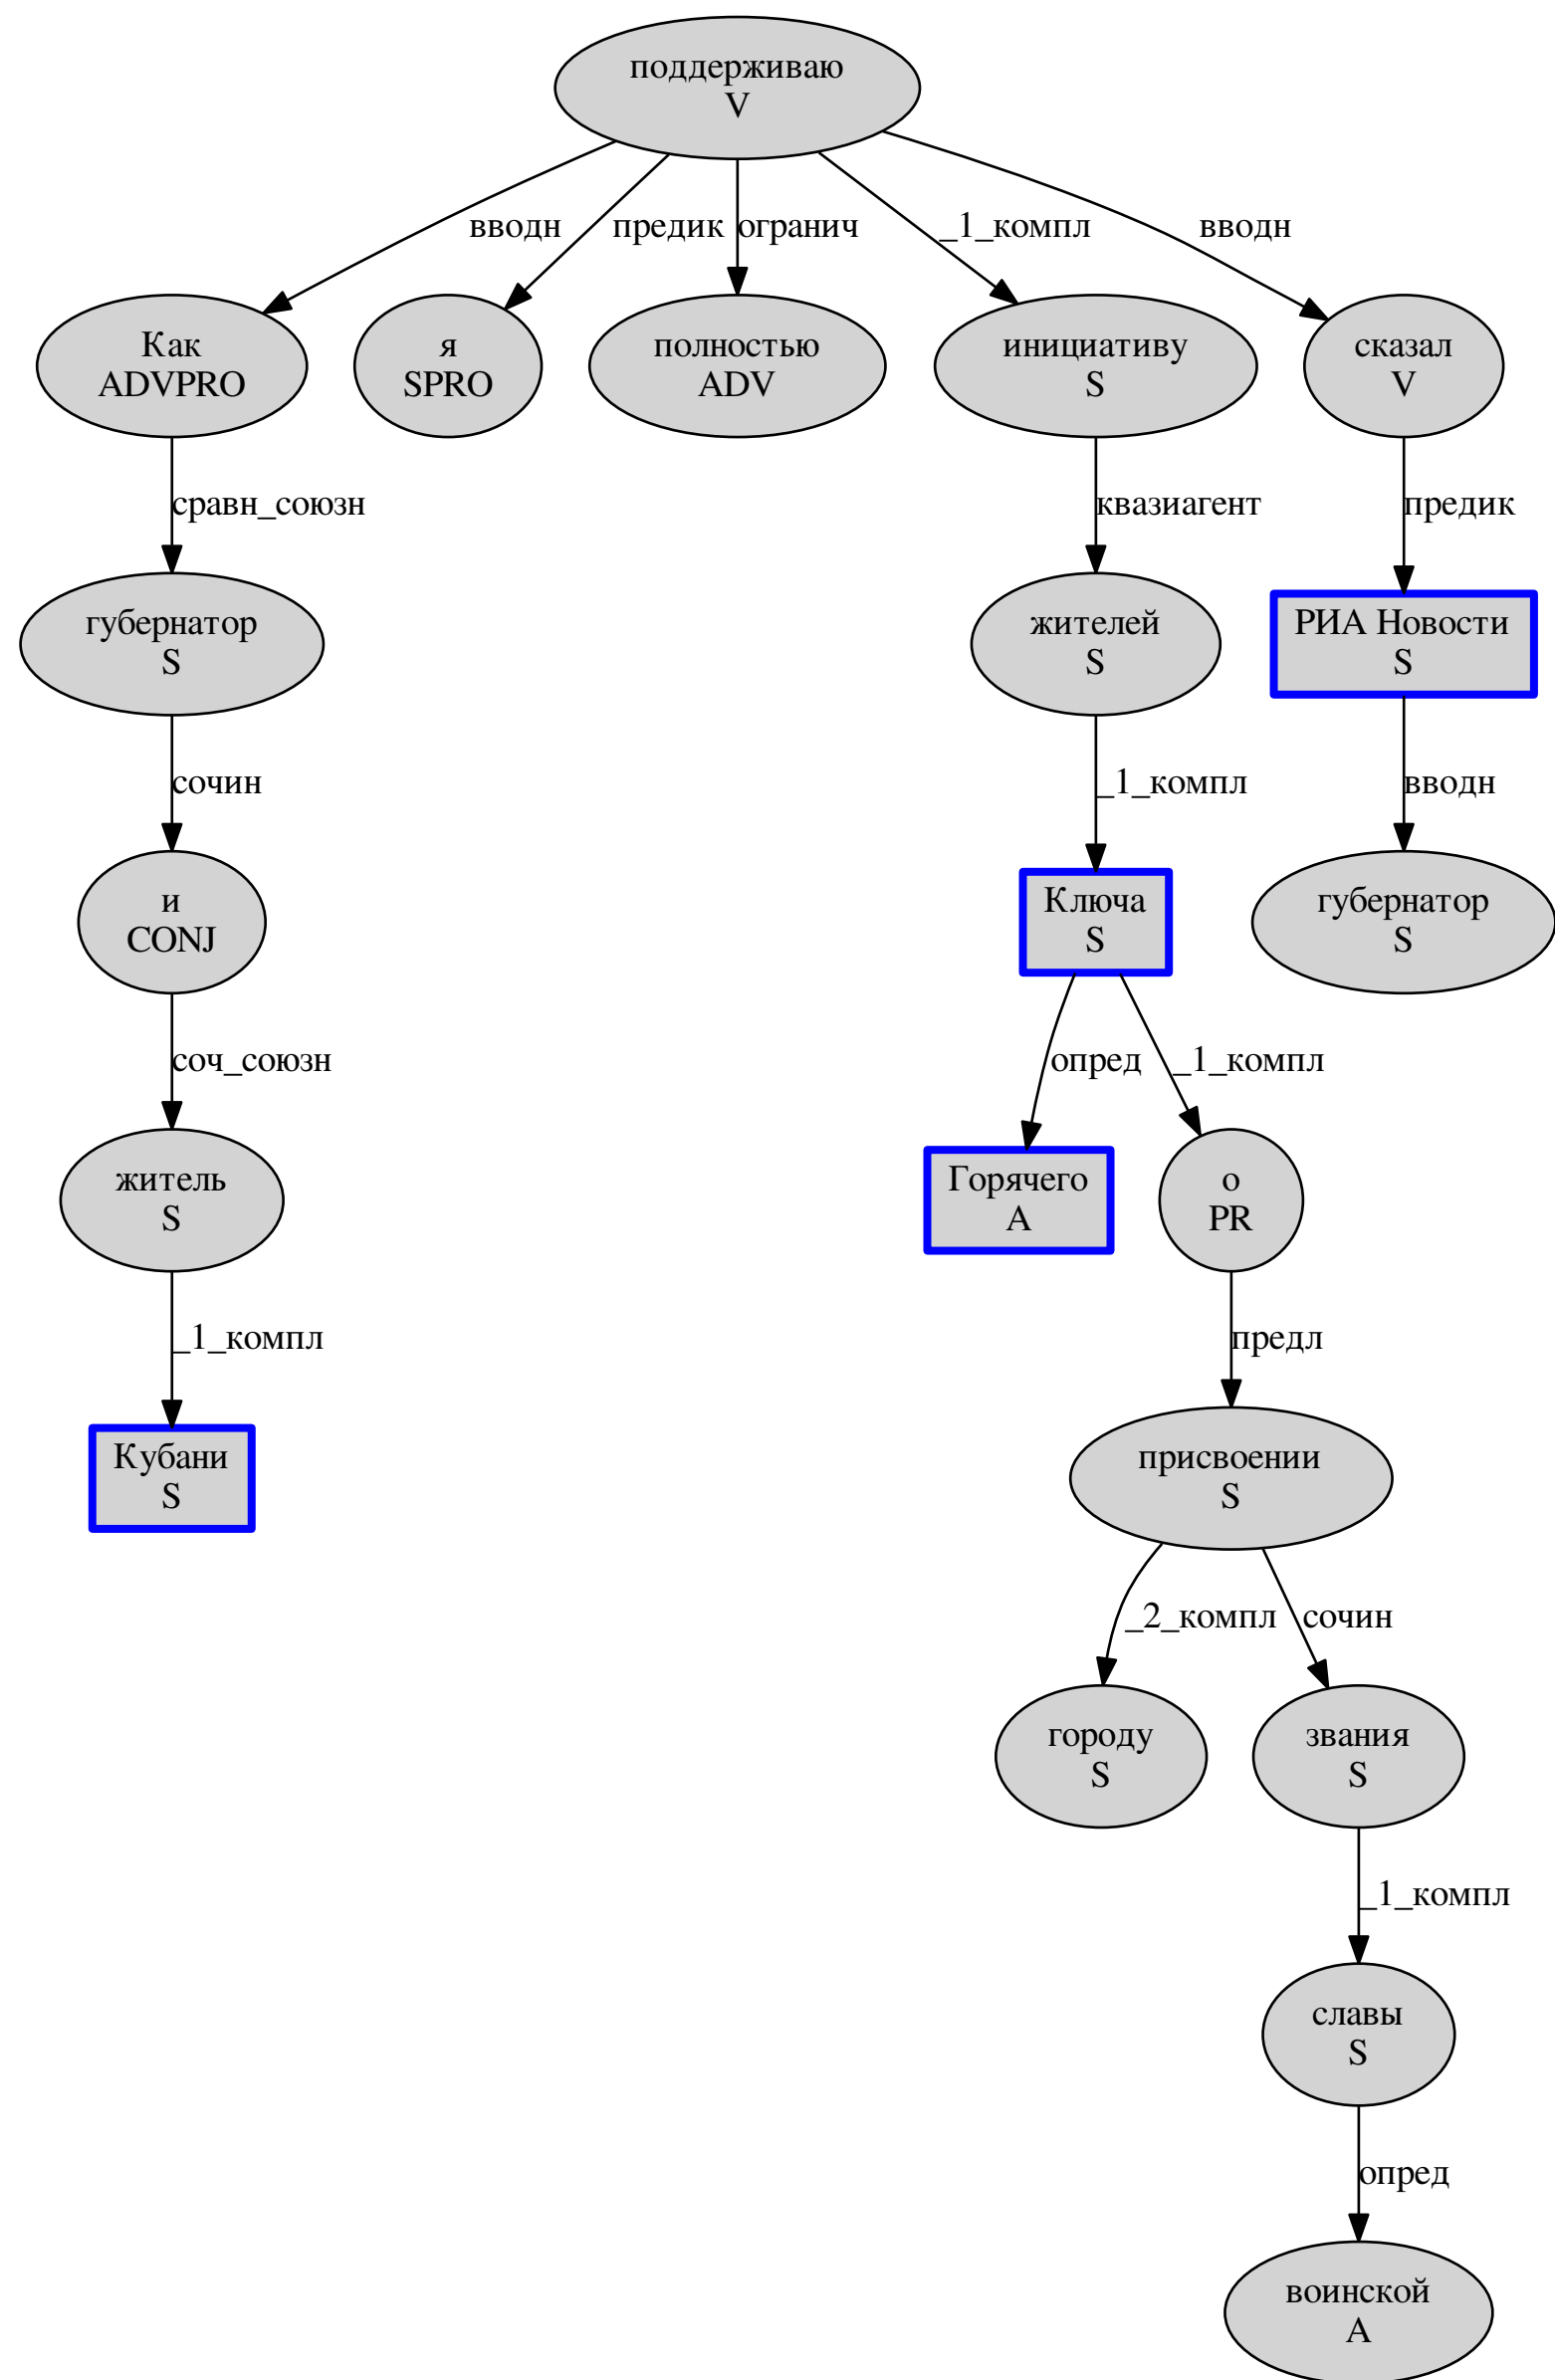 поддерживаю
V
вводн
предик
огранич
_1_компл
вводн
Как
ADVPRO
я
SPRO
полностью
ADV
инициативу
S
сказал
V
сравн_союзн
квазиагент
предик
губернатор
S
жителей
S
РИА Новости
S
сочин
_1_компл
вводн
и
CONJ
Ключа
S
губернатор
S
соч_союзн
опред
_1_компл
житель
S
Горячего
A
о
PR
_1_компл
предл
Кубани
S
присвоении
S
_2_компл
сочин
городу
S
звания
S
_1_компл
славы
S
опред
воинской
A